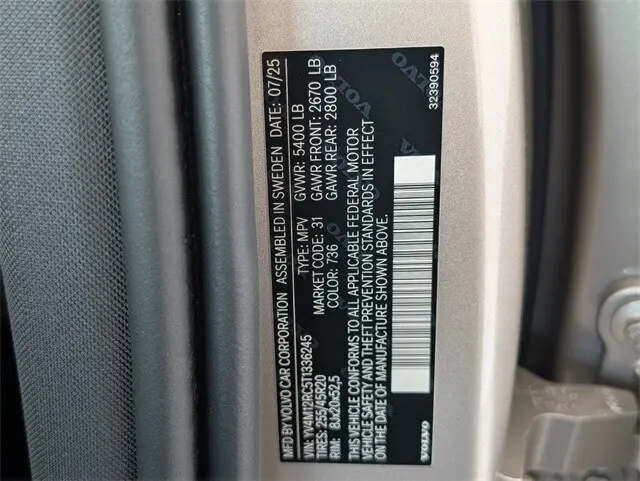 MFD BY VOLVO CAR CORPORATION ASSEMBLED IN SWEDEN DATE: 07/25
VIN: YV4M12RC5T1336245 TYPE: MPV GVWR: 5400 LB
TIRES: 255/45R20 MARKET CODE: 31 GAWR FRONT: 2670 LB
RIM: 8Jx20x52,5 COLOR: 736 GAWR REAR: 2800 LB
THIS VEHICLE CONFORMS TO ALL APPLICABLE FEDERAL MOTOR
VEHICLE SAFETY AND THEFT PREVENTION STANDARDS IN EFFECT
ON THE DATE OF MANUFACTURE SHOWN ABOVE.
VOLVO 32390594